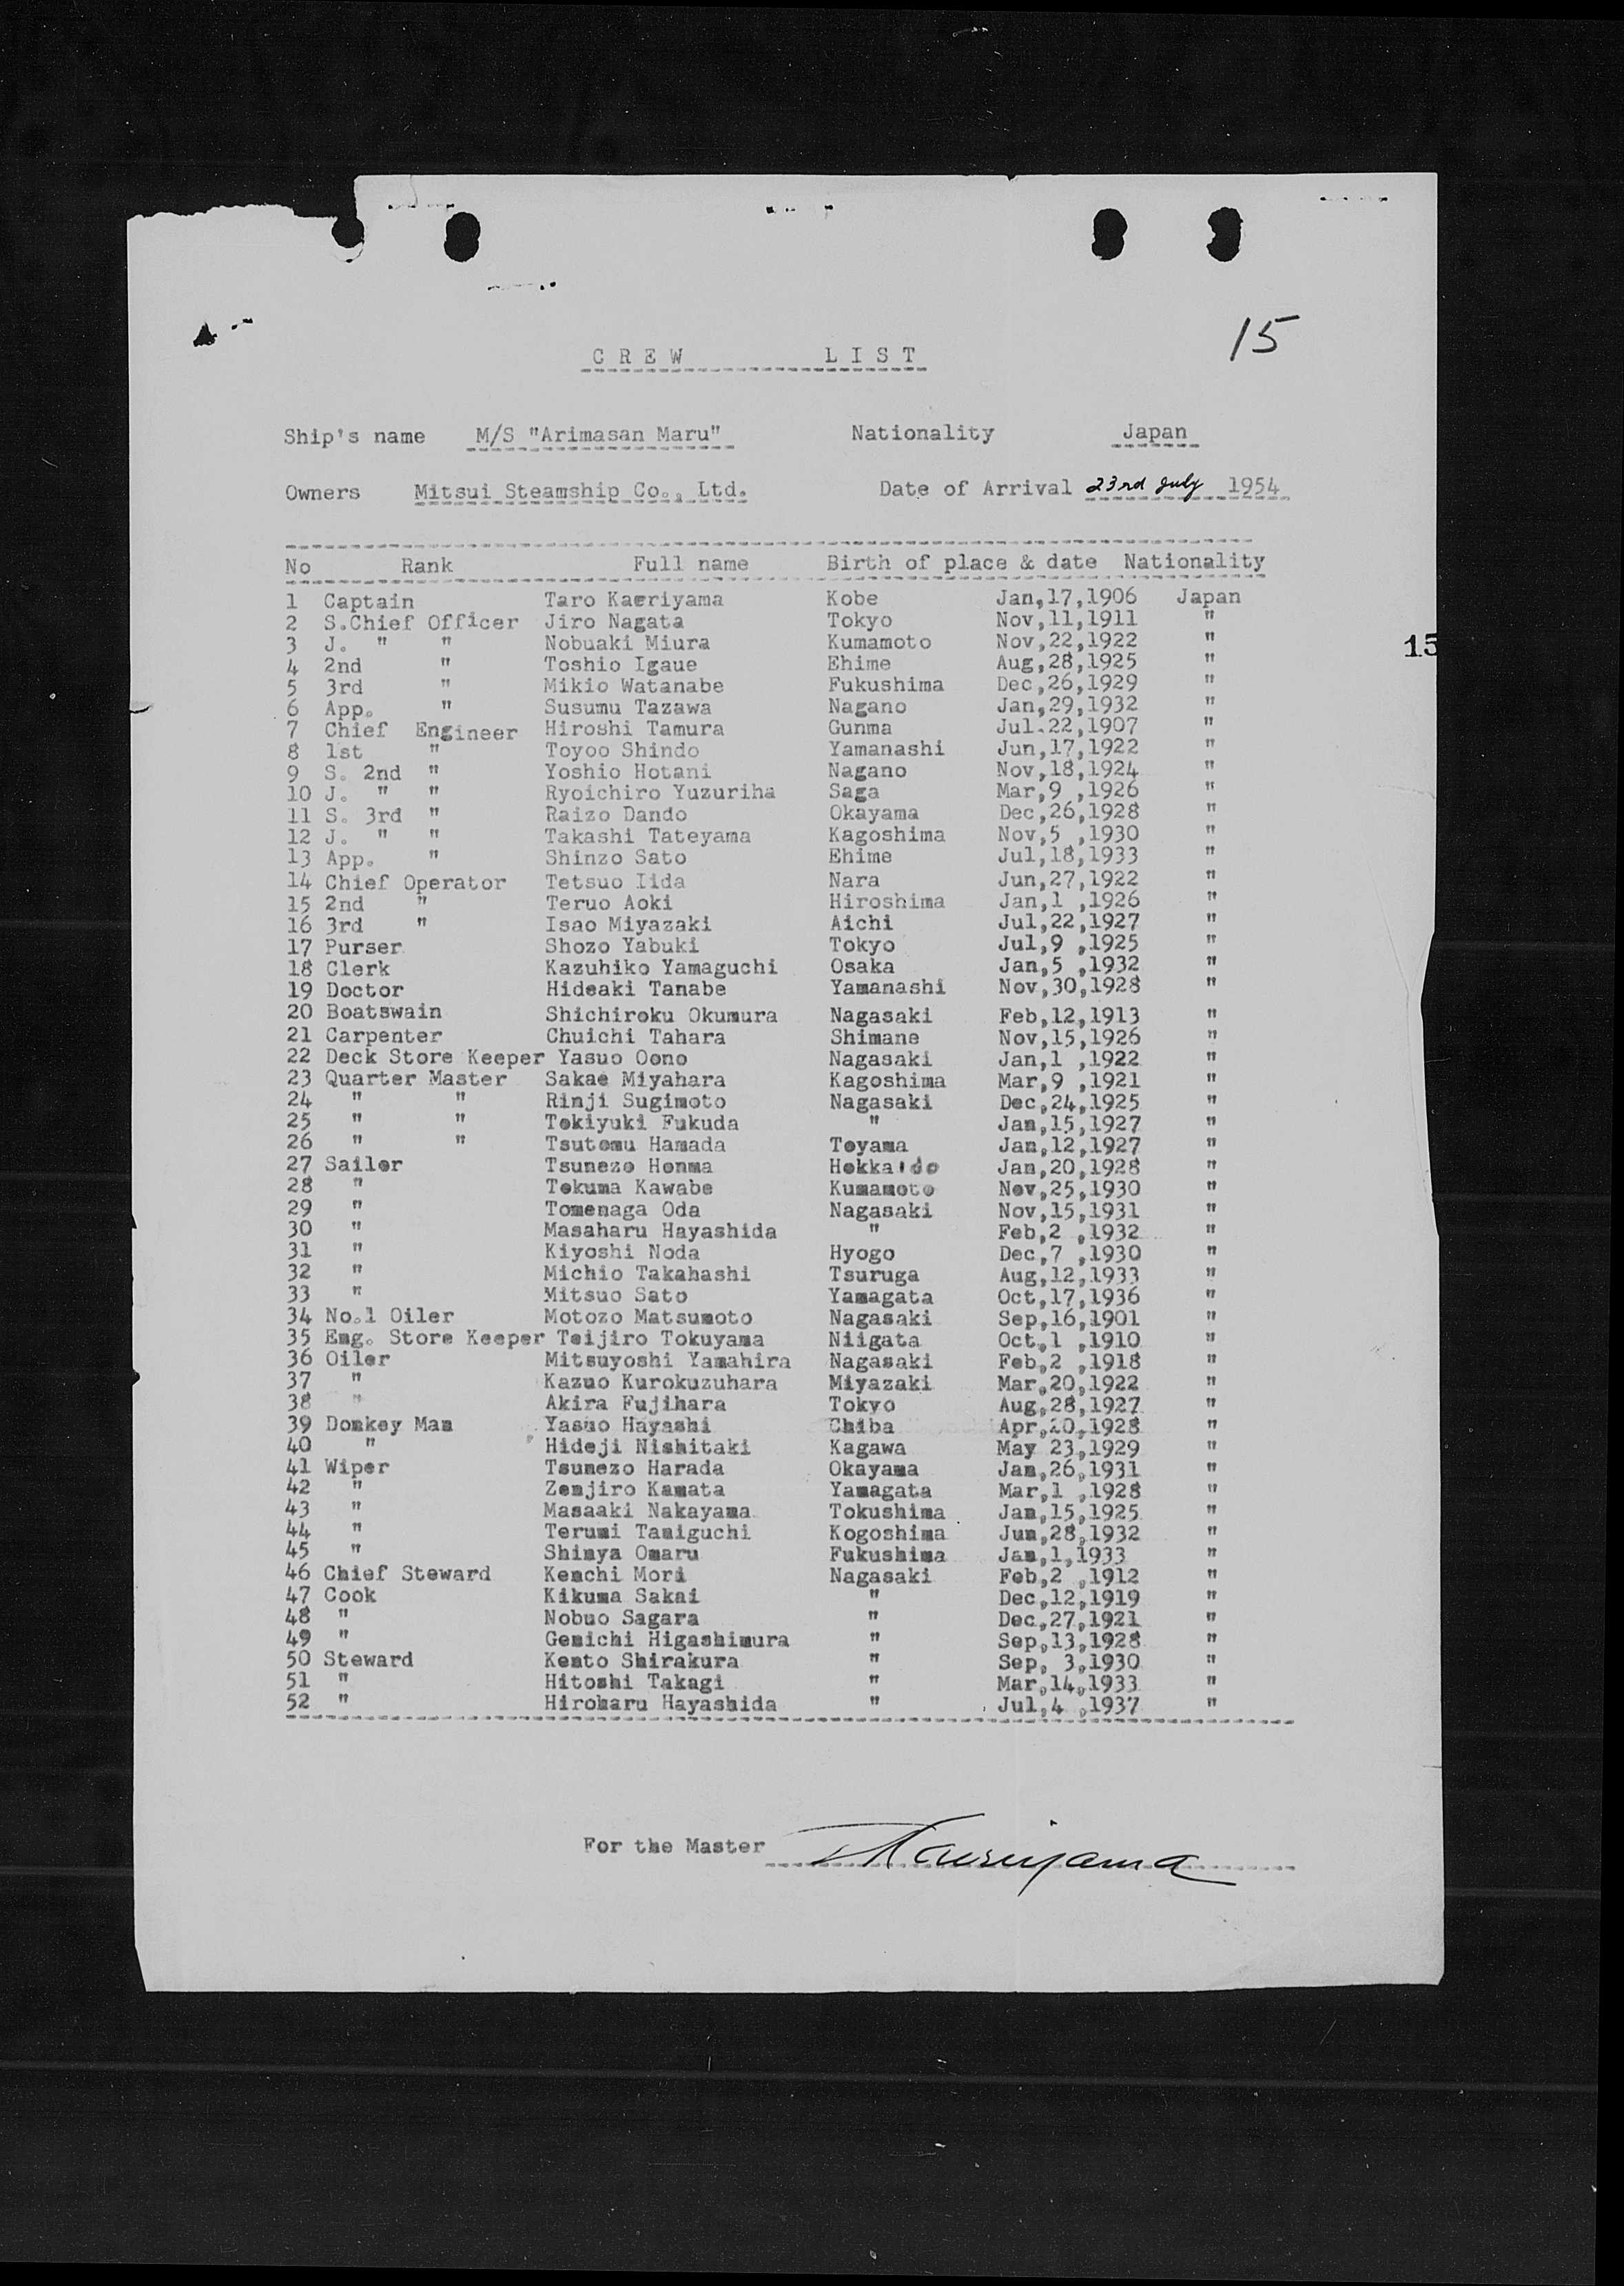 15
CREW LIST
Ship's name M/S "Arimasan Maru" Nationality Japan
Owners Mitsui Steamship Co., Ltd. Date of Arrival 23rd July 1954
No Rank Full name Birth of place & date Nationality
1 Captain Taro Kaeriyama Kobe Jan,17,1906 Japan
2 S.Chief Officer Jiro Nagata Tokyo Nov,11,1911 "
3 J. " " Nobuaki Miura Kumamoto Nov,22,1922 "
15
4 2nd " Toshio Igaue Ehime Aug,28,1925 "
5 3rd " Mikio Watanabe Fukushima Dec,26,1929 "
6 App. " Susumu Tazawa Nagano Jan,29,1932 "
7 Chief Engineer Hiroshi Tamura Gunma Jul.22,1907 "
8 1st " Toyoo Shindo Yamanashi Jun,17,1922 "
9 S. 2nd " Yoshio Hotani Nagano Nov,18,1924 "
10 J. " " Ryoichiro Yuzuriha Saga Mar,9 ,1926 "
11 S. 3rd " Raizo Dando Okayama Dec,26,1928 "
12 J. " " Takashi Tateyama Kagoshima Nov,5 ,1930 "
13 App. " Shinzo Sato Ehime Jul,18,1933 "
14 Chief Operator Tetsuo Iida Nara Jun,27,1922 "
15 2nd " Teruo Aoki Hiroshima Jan,1 ,1926 "
16 3rd " Isao Miyazaki Aichi Jul,22,1927 "
17 Purser Shozo Yabuki Tokyo Jul,9 ,1925 "
18 Clerk Kazuhiko Yamaguchi Osaka Jan,5 ,1932 "
19 Doctor Hideaki Tanabe Yamanashi Nov,30,1928 "
20 Boatswain Shichiroku Okumura Nagasaki Feb,12,1913 "
21 Carpenter Chuichi Tahara Shimane Nov,15,1926 "
22 Deck Store Keeper Yasuo Oono Nagasaki Jan,1 ,1922 "
23 Quarter Master Sakae Miyahara Kagoshima Mar,9 ,1921 "
24 " " Rinji Sugimoto Nagasaki Dec,24,1925 "
25 " " Tokiyuki Fukuda " Jan,15,1927 "
26 " " Tsutomu Hamada Toyama Jan,12,1927 "
27 Sailor Tsunezo Honma Hokkaido Jan,20,1928 "
28 " Tokuma Kawabe Kumamoto Nov,25,1930 "
29 " Tomenaga Oda Nagasaki Nov,15,1931 "
30 " Masaharu Hayashida " Feb,2 ,1932 "
31 " Kiyoshi Noda Hyogo Dec,7 ,1930 "
32 " Michio Takahashi Tsuruga Aug,12,1933 "
33 " Mitsuo Sato Yamagata Oct,17,1936 "
34 No.1 Oiler Motozo Matsumoto Nagasaki Sep,16,1901 "
35 Eng. Store Keeper Teijiro Tokuyama Niigata Oct,1 ,1910 "
36 Oiler Mitsuyoshi Yamahira Nagasaki Feb,2 ,1918 "
37 " Kazuo Kurokuzuhara Miyazaki Mar,20,1922 "
38 " Akira Fujihara Tokyo Aug,28,1927 "
39 Donkey Man Yasuo Hayashi Chiba Apr,20,1928 "
40 " Hideji Nishitaki Kagawa May 23,1929 "
41 Wiper Tsunezo Harada Okayama Jan,26,1931 "
42 " Zenjiro Kamata Yamagata Mar,1 ,1928 "
43 " Masaaki Nakayama Tokushima Jan,15,1925 "
44 " Terumi Taniguchi Kogoshima Jun,28,1932 "
45 " Shinya Omaru Fukushima Jan,1,1933 "
46 Chief Steward Kenchi Mori Nagasaki Feb,2 ,1912 "
47 Cook Kikuma Sakai " Dec,12,1919 "
48 " Nobuo Sagara " Dec,27,1921 "
49 " Genichi Higashimura " Sep,13,1928 "
50 Steward Kento Shirakura " Sep, 3,1930 "
51 " Hitoshi Takagi " Mar,14,1933 "
52 " Hiroharu Hayashida " Jul,4 ,1937 "
For the Master T Kaeriyama